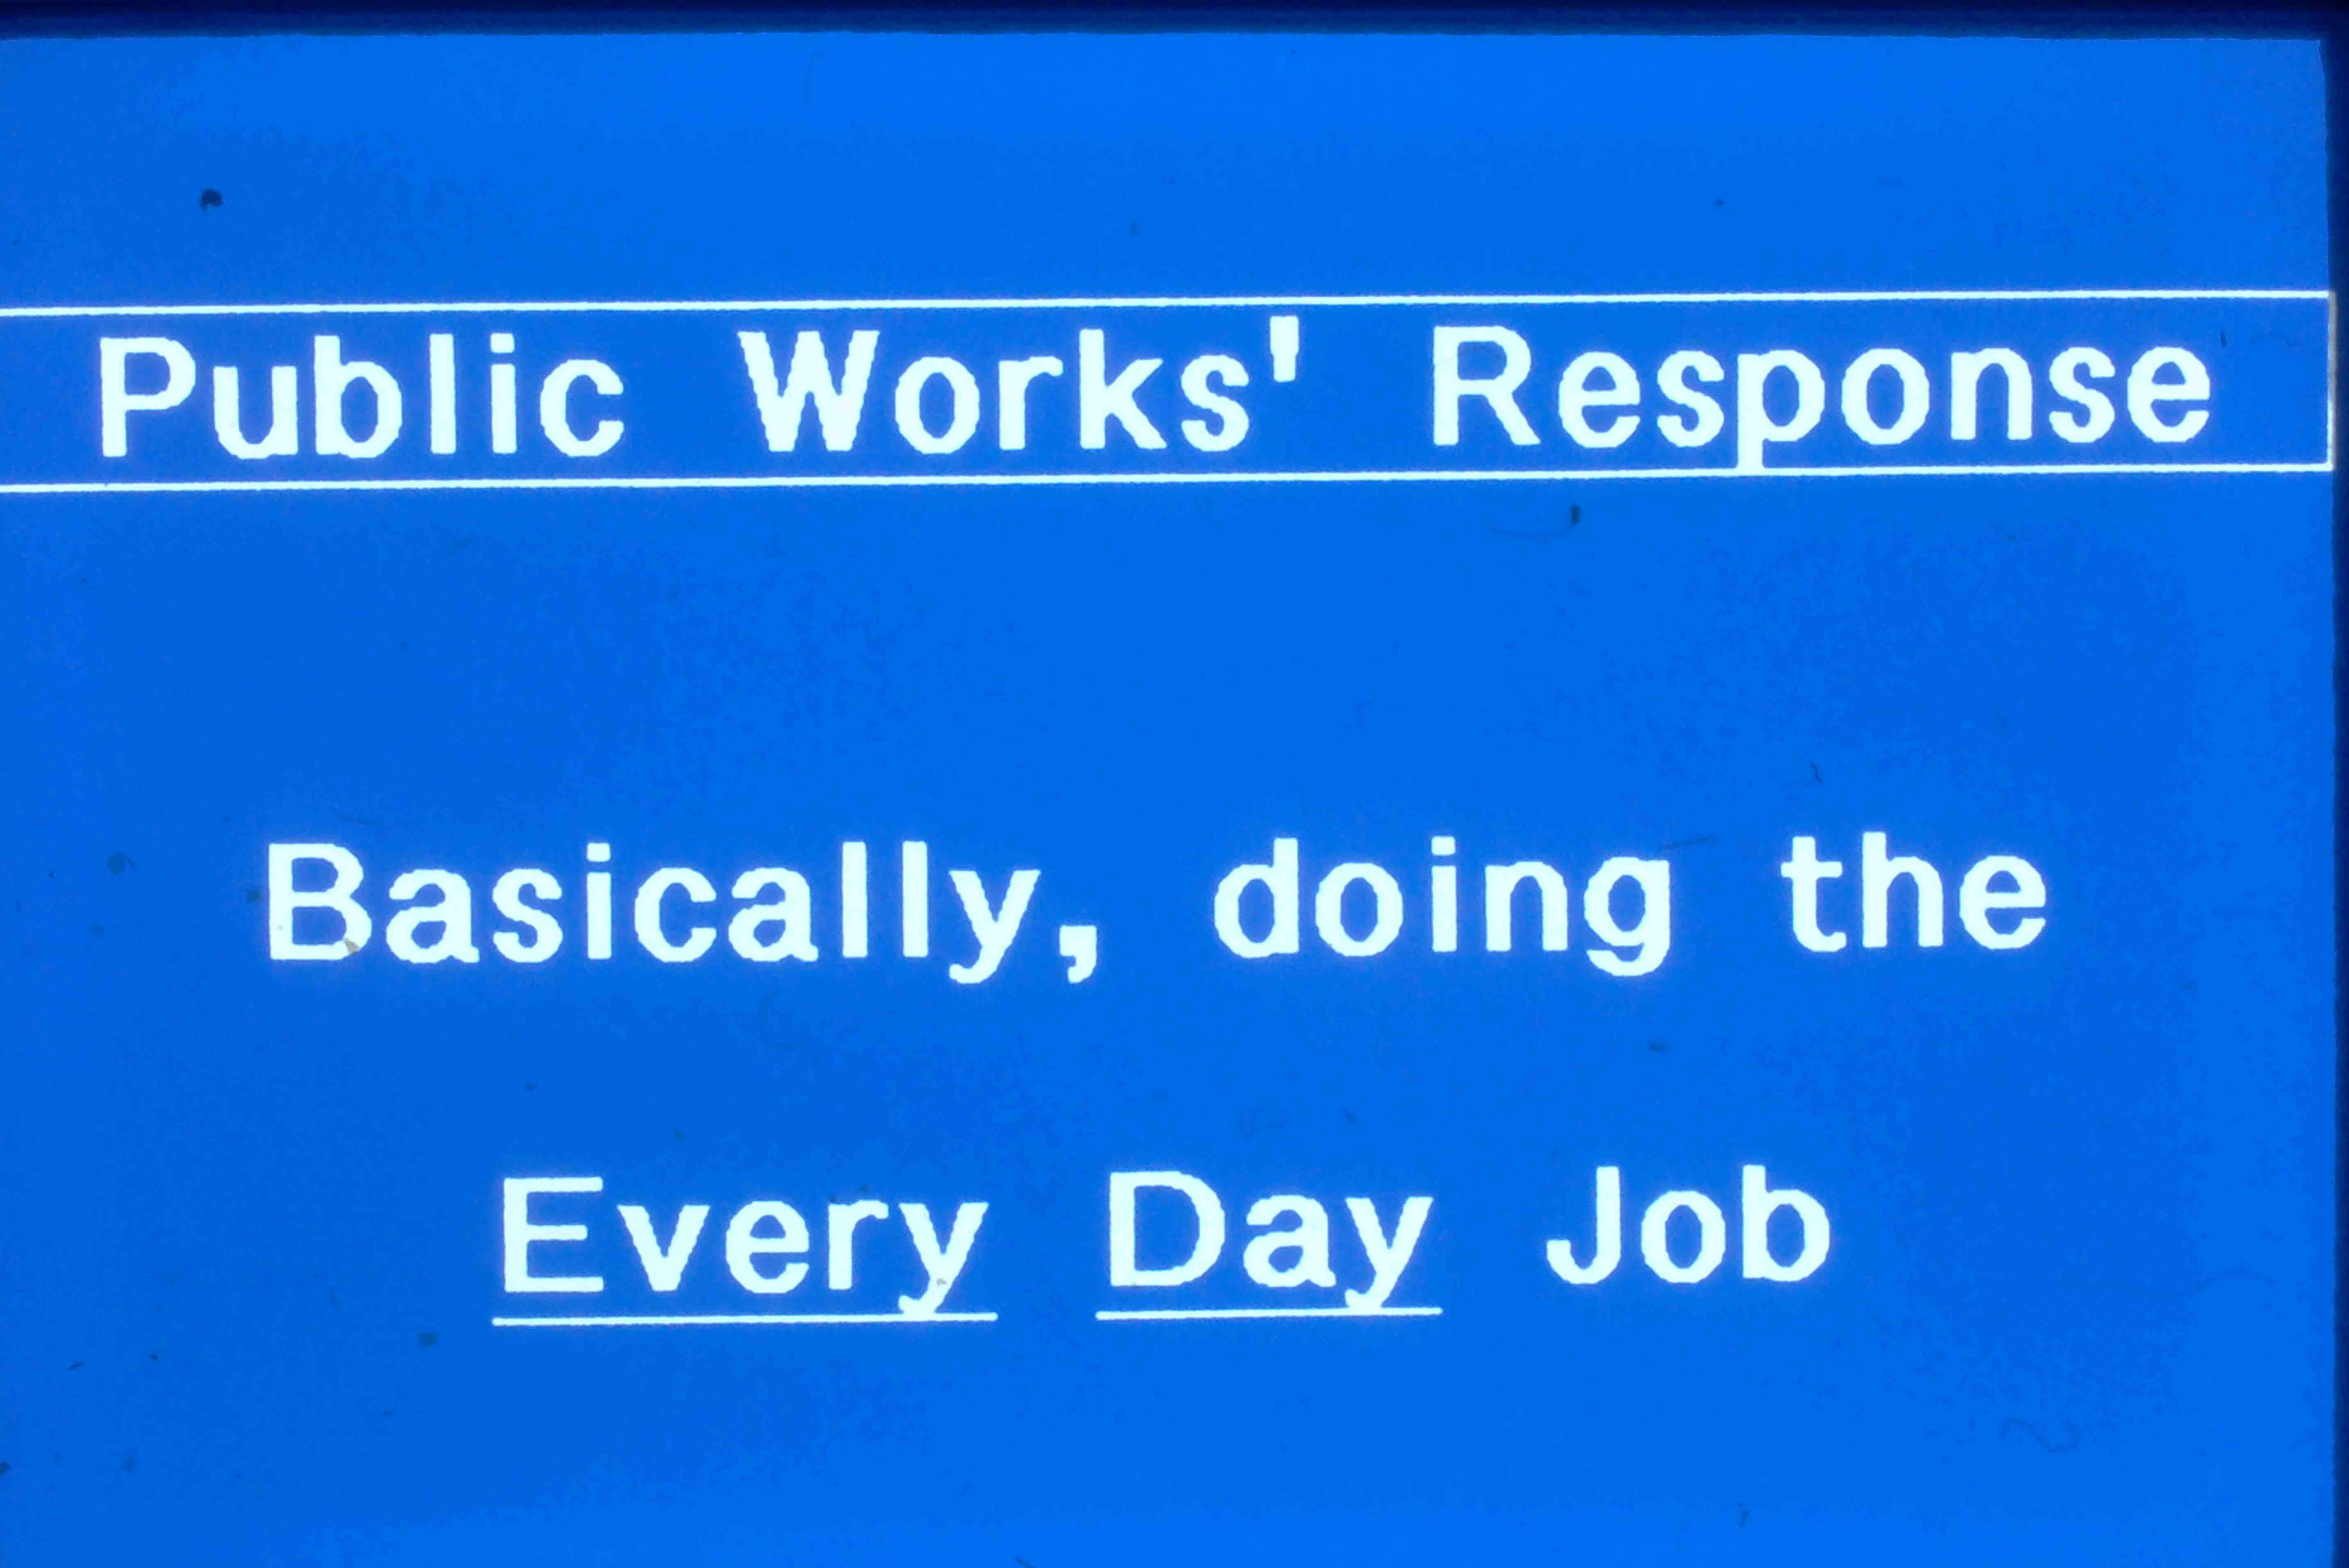 Public Works' Response
Basically, doing the
Every Day Job